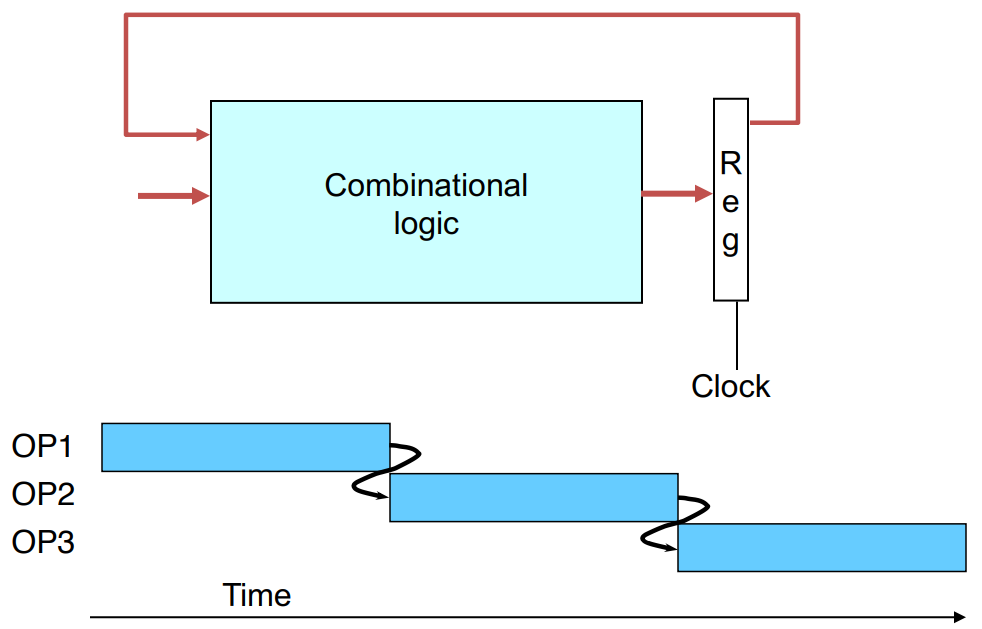 Combinational
logic
R
e
g
Clock
OP1
OP2
OP3
Time